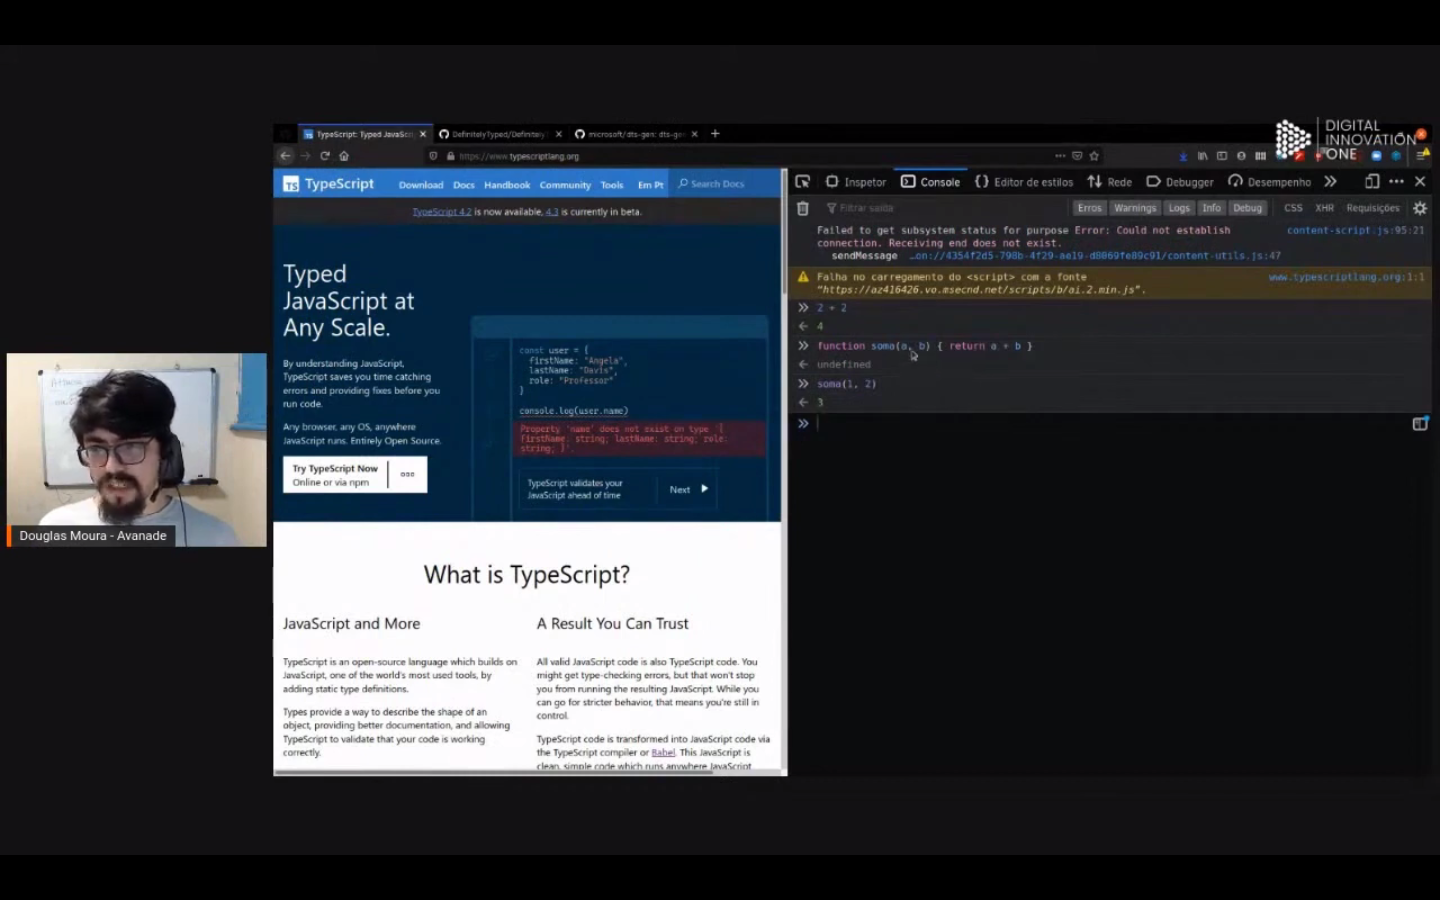 DIGITAL
INNOVATION
ONE
TypeScript: Typed JavaScri
DefinitelyTyped/Definitely
microsoft/dts-gen: dts-ge
https://www.typescriptlang.org
TypeScript
Download
Docs
Handbook
Community
Tools
Em Pt
Search Docs
TypeScript 4.2 is now available, 4.3 is currently in beta.
Typed
JavaScript at
Any Scale.
By understanding JavaScript,
TypeScript saves you time catching
errors and providing fixes before you
run code.
Any browser, any OS, anywhere
JavaScript runs. Entirely Open Source.
Try TypeScript Now
Online or via npm
const user = {
firstName: "Angela",
lastName: "Davis",
role: "Professor"
}
console.log(user.name)
Property 'name' does not exist on type '{
firstName: string; lastName: string; role:
string; }'.
TypeScript validates your
JavaScript ahead of time
Next
What is TypeScript?
JavaScript and More
TypeScript is an open-source language which builds on
JavaScript, one of the world's most used tools, by
adding static type definitions.
Types provide a way to describe the shape of an
object, providing better documentation, and allowing
TypeScript to validate that your code is working
correctly.
A Result You Can Trust
All valid JavaScript code is also TypeScript code. You
might get type-checking errors, but that won't stop
you from running the resulting JavaScript. While you
can go for stricter behavior, that means you're still in
control.
TypeScript code is transformed into JavaScript code via
the TypeScript compiler or Babel. This JavaScript is
clean, simple code which runs anywhere JavaScript
Inspetor
Console
Editor de estilos
Rede
Debugger
Desempenho
Filtrar saída
Erros
Warnings
Logs
Info
Debug
CSS
XHR
Requisições
Failed to get subsystem status for purpose Error: Could not establish
connection. Receiving end does not exist.
content-script.js:95:21
sendMessage …on://4354f2d5-798b-4f29-ae19-d8069fe89c91/content-utils.js:47
Falha no carregamento do <script> com a fonte
"https://az416426.vo.msecnd.net/scripts/b/ai.2.min.js".
www.typescriptlang.org:1:1
2 + 2
4
function soma(a, b) { return a + b }
undefined
soma(1, 2)
3
Douglas Moura - Avanade